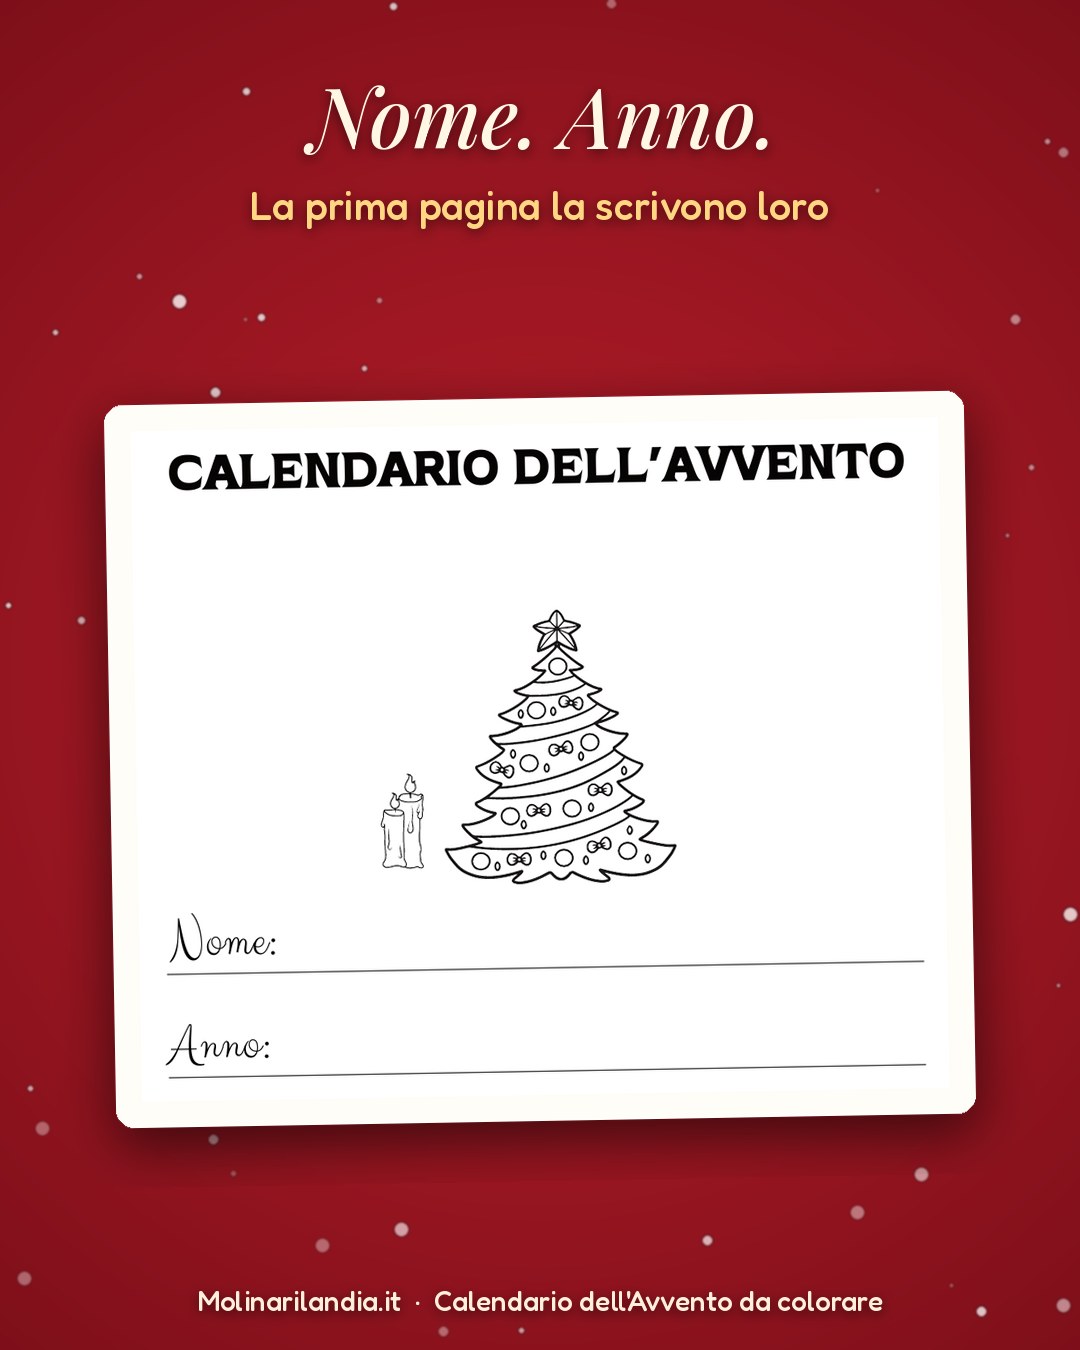 Nome. Anno.
La prima pagina la scrivono loro
CALENDARIO DELL'AVVENTO
Nome:
Anno:
Molinarilandia.it · Calendario dell'Avvento da colorare